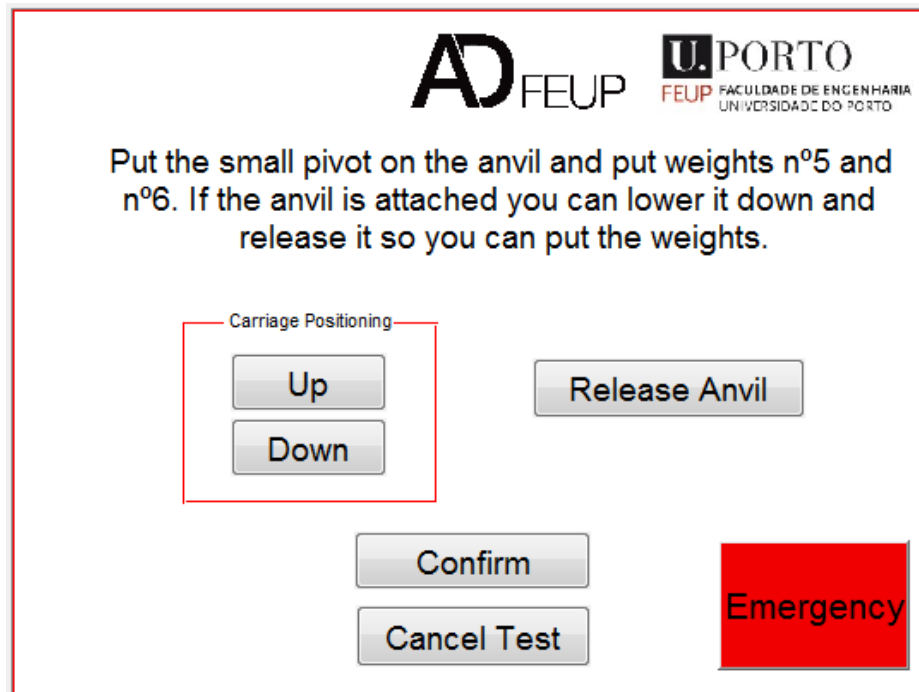 AD FEUP
U. PORTO
FEUP FACULDADE DE ENGENHARIA
UNIVERSIDADE DO PORTO
Put the small pivot on the anvil and put weights nº5 and
nº6. If the anvil is attached you can lower it down and
release it so you can put the weights.
Carriage Positioning
Up
Release Anvil
Down
Confirm
Emergency
Cancel Test